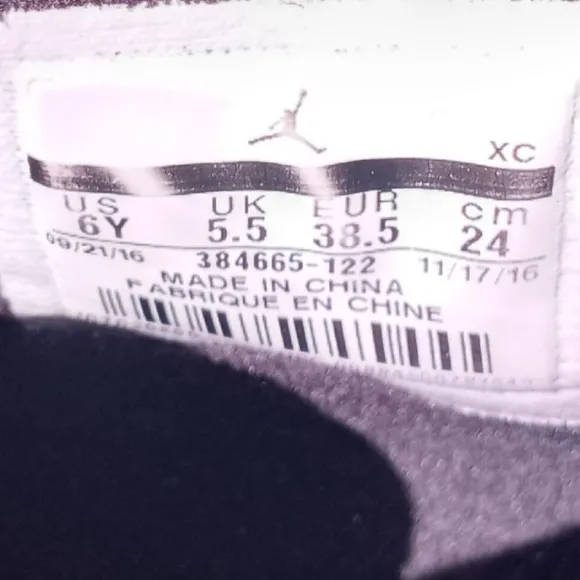 XC
US UK EUR cm
6Y 5.5 38.5 24
09/21/16 384665-122 11/17/16
MADE IN CHINA
FABRIQUE EN CHINE